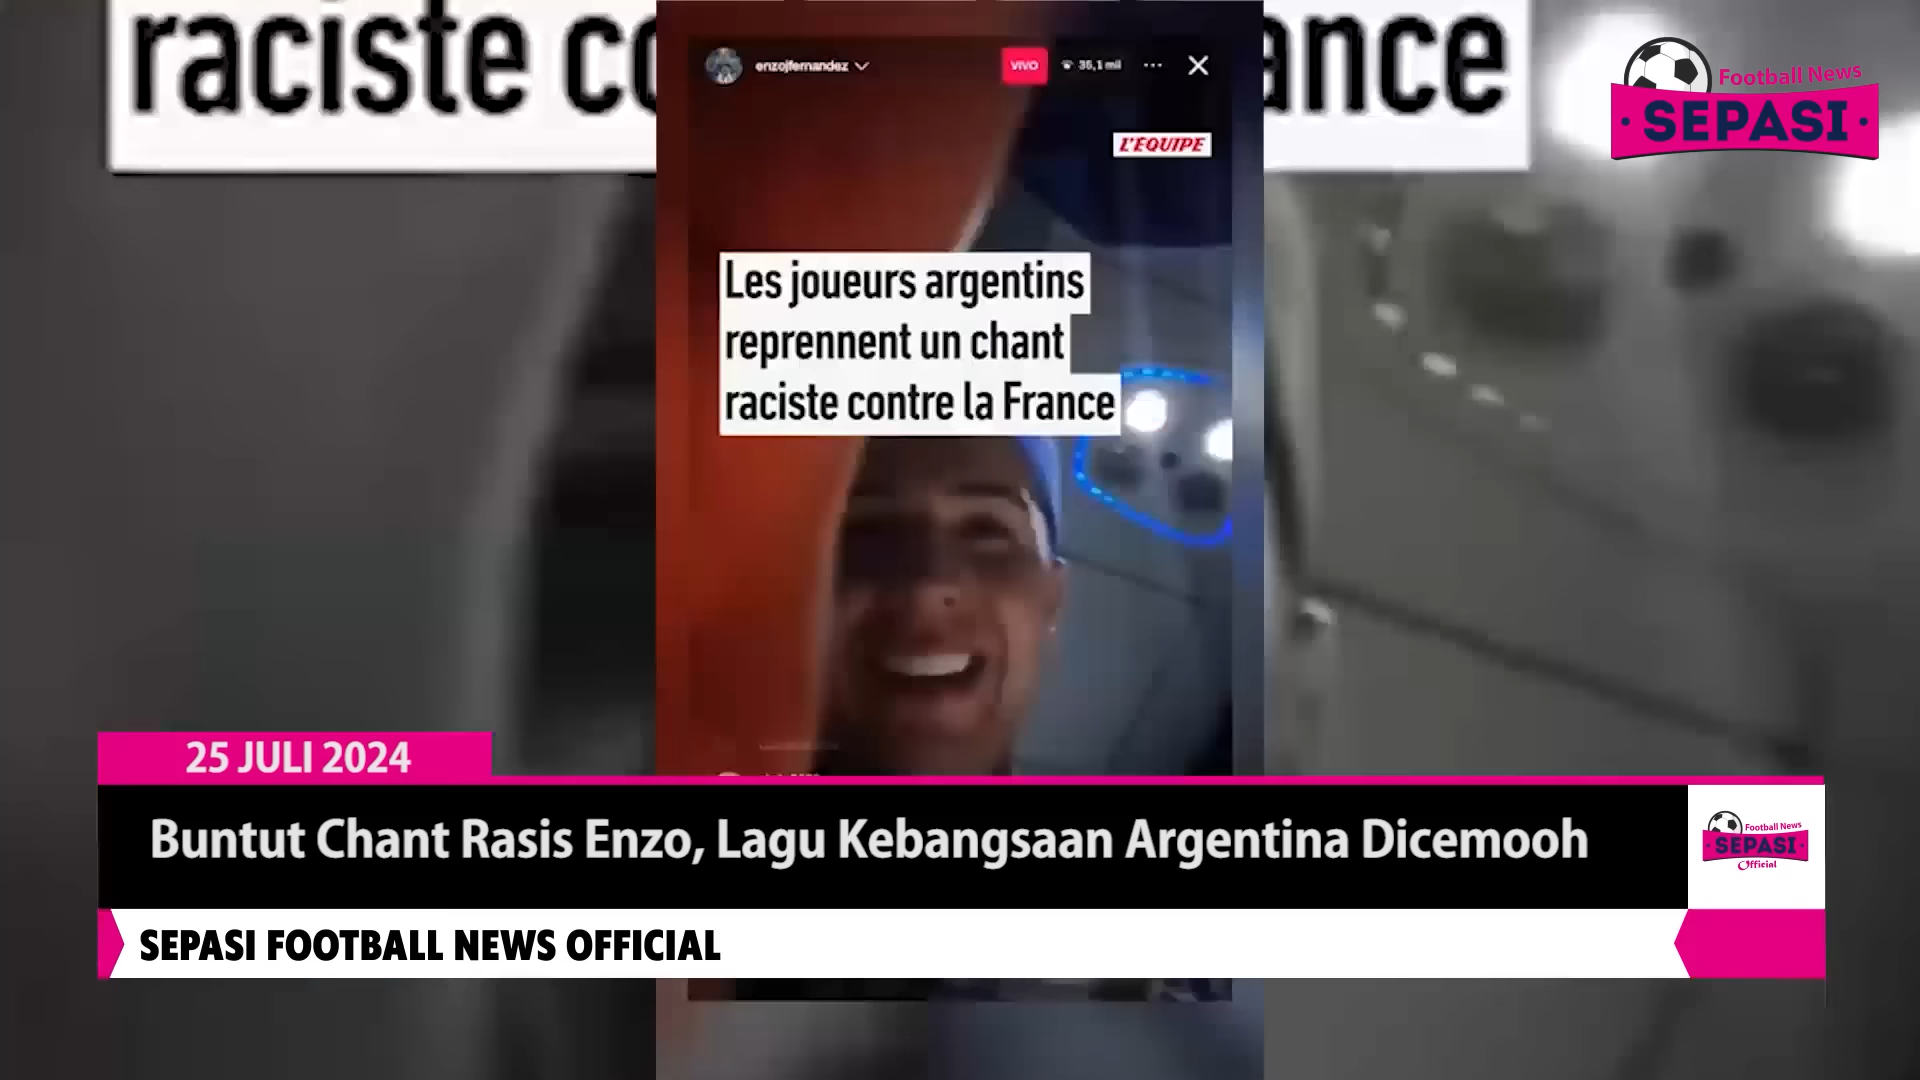 raciste co
ance
enzojfernandez
VIVO
35,1 mil
L'ÉQUIPE
Football News
SEPASI
Les joueurs argentins
reprennent un chant
raciste contre la France
25 JULI 2024
Buntut Chant Rasis Enzo, Lagu Kebangsaan Argentina Dicemooh
Football News
SEPASI
Official
SEPASI FOOTBALL NEWS OFFICIAL